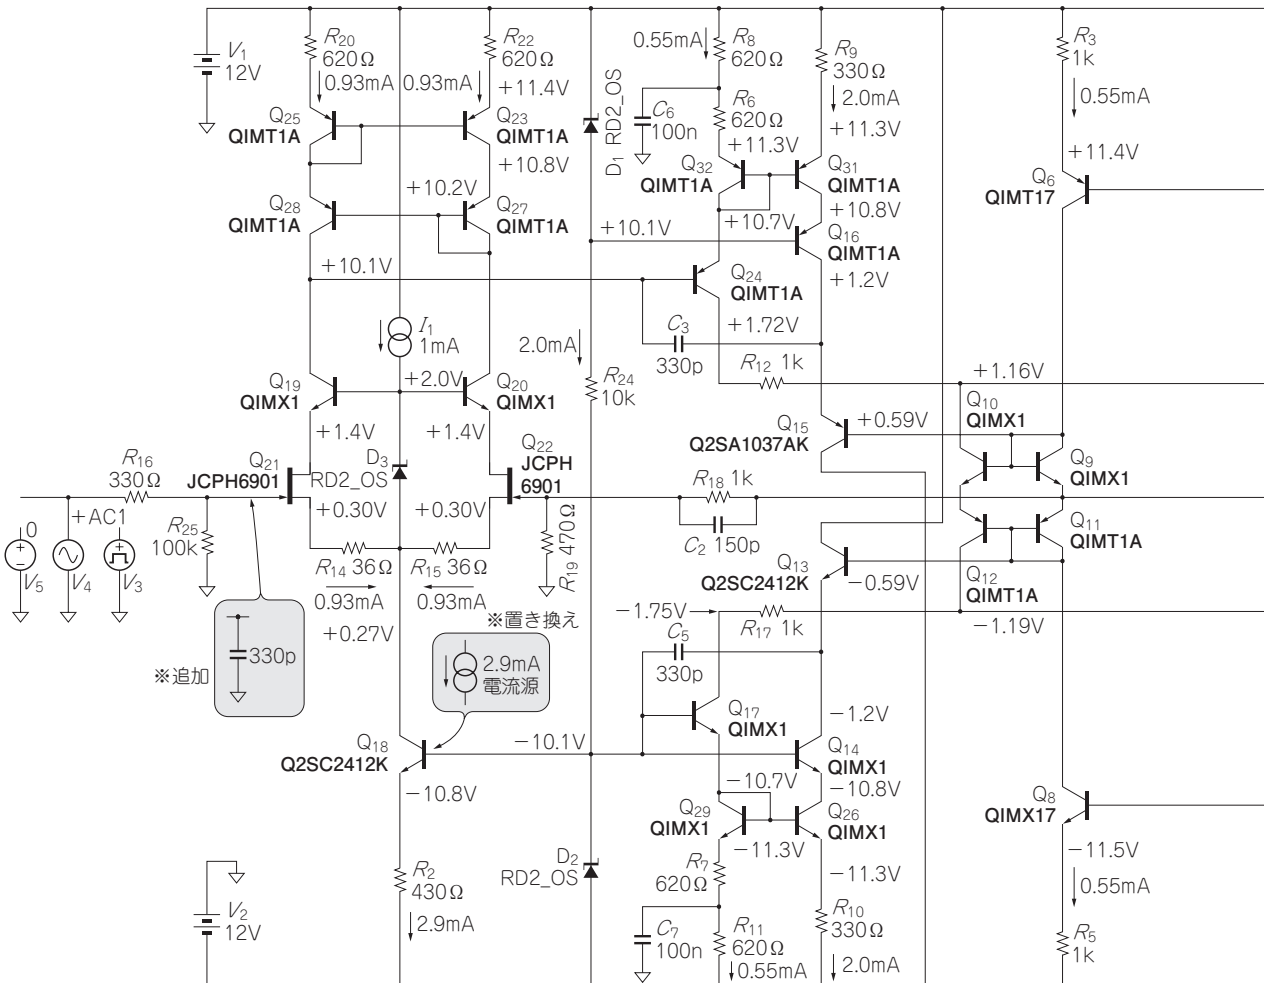 V1
12V
R20
620Ω
0.93mA
R22
620Ω
0.93mA
+11.4V
Q25
QIMT1A
Q23
QIMT1A
+10.8V
Q28
QIMT1A
+10.2V
Q27
QIMT1A
+10.1V
I1
1mA
Q19
QIMX1
+2.0V
Q20
QIMX1
+1.4V
+1.4V
D1 RD2_OS
2.0mA
R24
10k
0.55mA
R8
620Ω
C6
100n
R6
620Ω
+11.3V
R9
330Ω
2.0mA
+11.3V
Q32
QIMT1A
Q31
QIMT1A
+10.7V
+10.8V
+10.1V
Q16
QIMT1A
+1.2V
Q24
QIMT1A
+1.72V
C3
330p
R12 1k
R3
1k
0.55mA
+11.4V
Q6
QIMT17
+1.16V
Q10
QIMX1
Q15
Q2SA1037AK
+0.59V
Q9
QIMX1
R16
330Ω
Q21
JCPH6901
D3
RD2_OS
Q22
JCPH
6901
+0.30V
+0.30V
R18 1k
C2 150p
0
V5
+AC1
V4
V3
R25
100k
R14 36Ω
R15 36Ω
0.93mA
0.93mA
+0.27V
R19 470Ω
Q13
Q2SC2412K
−0.59V
Q11
QIMT1A
Q12
QIMT1A
−1.75V
R17 1k
−1.19V
※追加
330p
※置き換え
2.9mA
電流源
C5
330p
Q17
QIMX1
−1.2V
Q18
Q2SC2412K
−10.1V
Q14
QIMX1
−10.8V
−10.7V
−10.8V
Q29
QIMX1
Q26
QIMX1
−11.3V
−11.3V
Q8
QIMX17
−11.5V
0.55mA
R2
430Ω
2.9mA
D2
RD2_OS
R7
620Ω
C7
100n
R11
620Ω
0.55mA
R10
330Ω
2.0mA
R5
1k
V2
12V